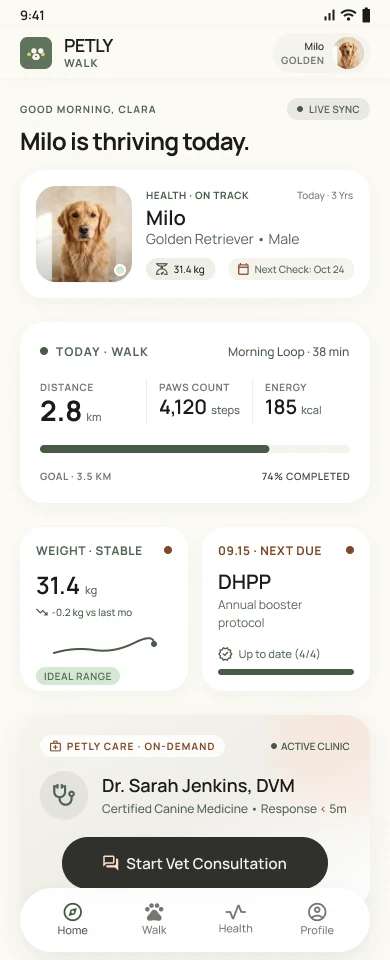 9:41
PETLY
WALK
Milo
GOLDEN
GOOD MORNING, CLARA
LIVE SYNC
Milo is thriving today.
HEALTH · ON TRACK
Today · 3 Yrs
Milo
Golden Retriever • Male
31.4 kg
Next Check: Oct 24
TODAY · WALK
Morning Loop · 38 min
DISTANCE
2.8 km
PAWS COUNT
4,120 steps
ENERGY
185 kcal
GOAL · 3.5 KM
74% COMPLETED
WEIGHT · STABLE
31.4 kg
-0.2 kg vs last mo
IDEAL RANGE
09.15 · NEXT DUE
DHPP
Annual booster
protocol
Up to date (4/4)
PETLY CARE · ON-DEMAND
ACTIVE CLINIC
Dr. Sarah Jenkins, DVM
Certified Canine Medicine • Response < 5m
Start Vet Consultation
Home
Walk
Health
Profile